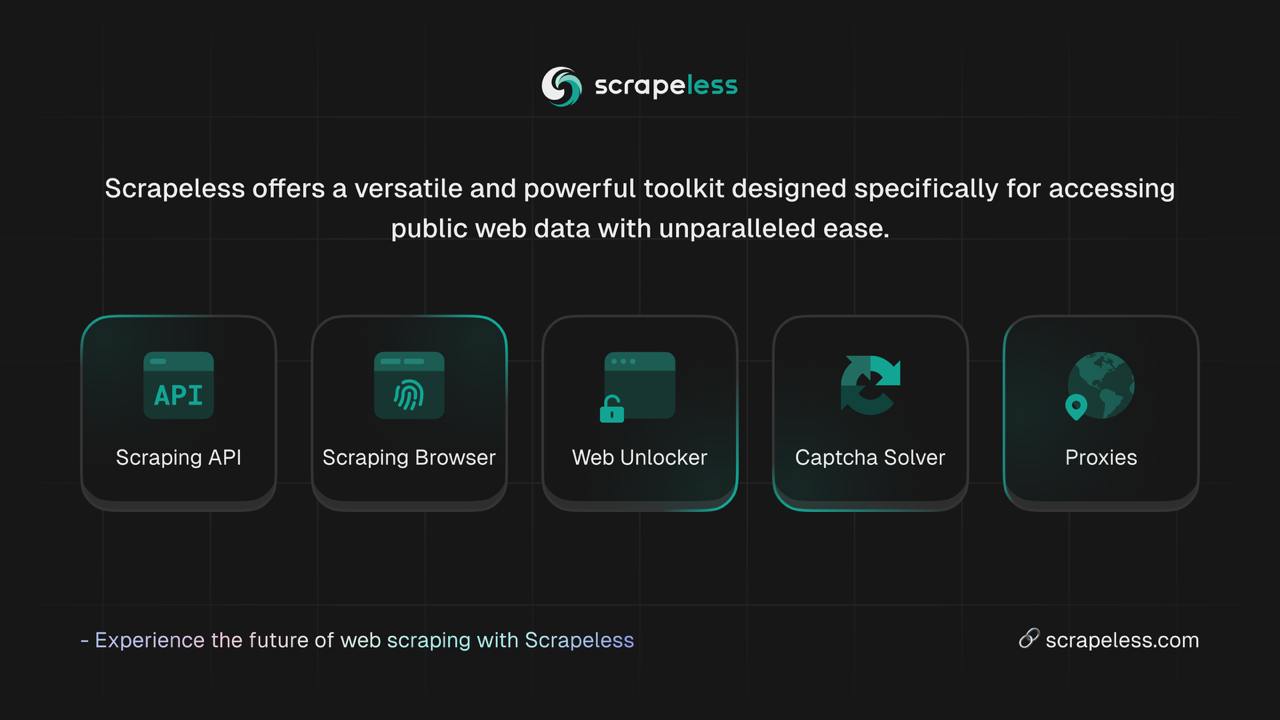 scrapeless
Scrapeless offers a versatile and powerful toolkit designed specifically for accessing
public web data with unparalleled ease.
API
Scraping API
Scraping Browser
Web Unlocker
Captcha Solver
Proxies
- Experience the future of web scraping with Scrapeless
scrapeless.com